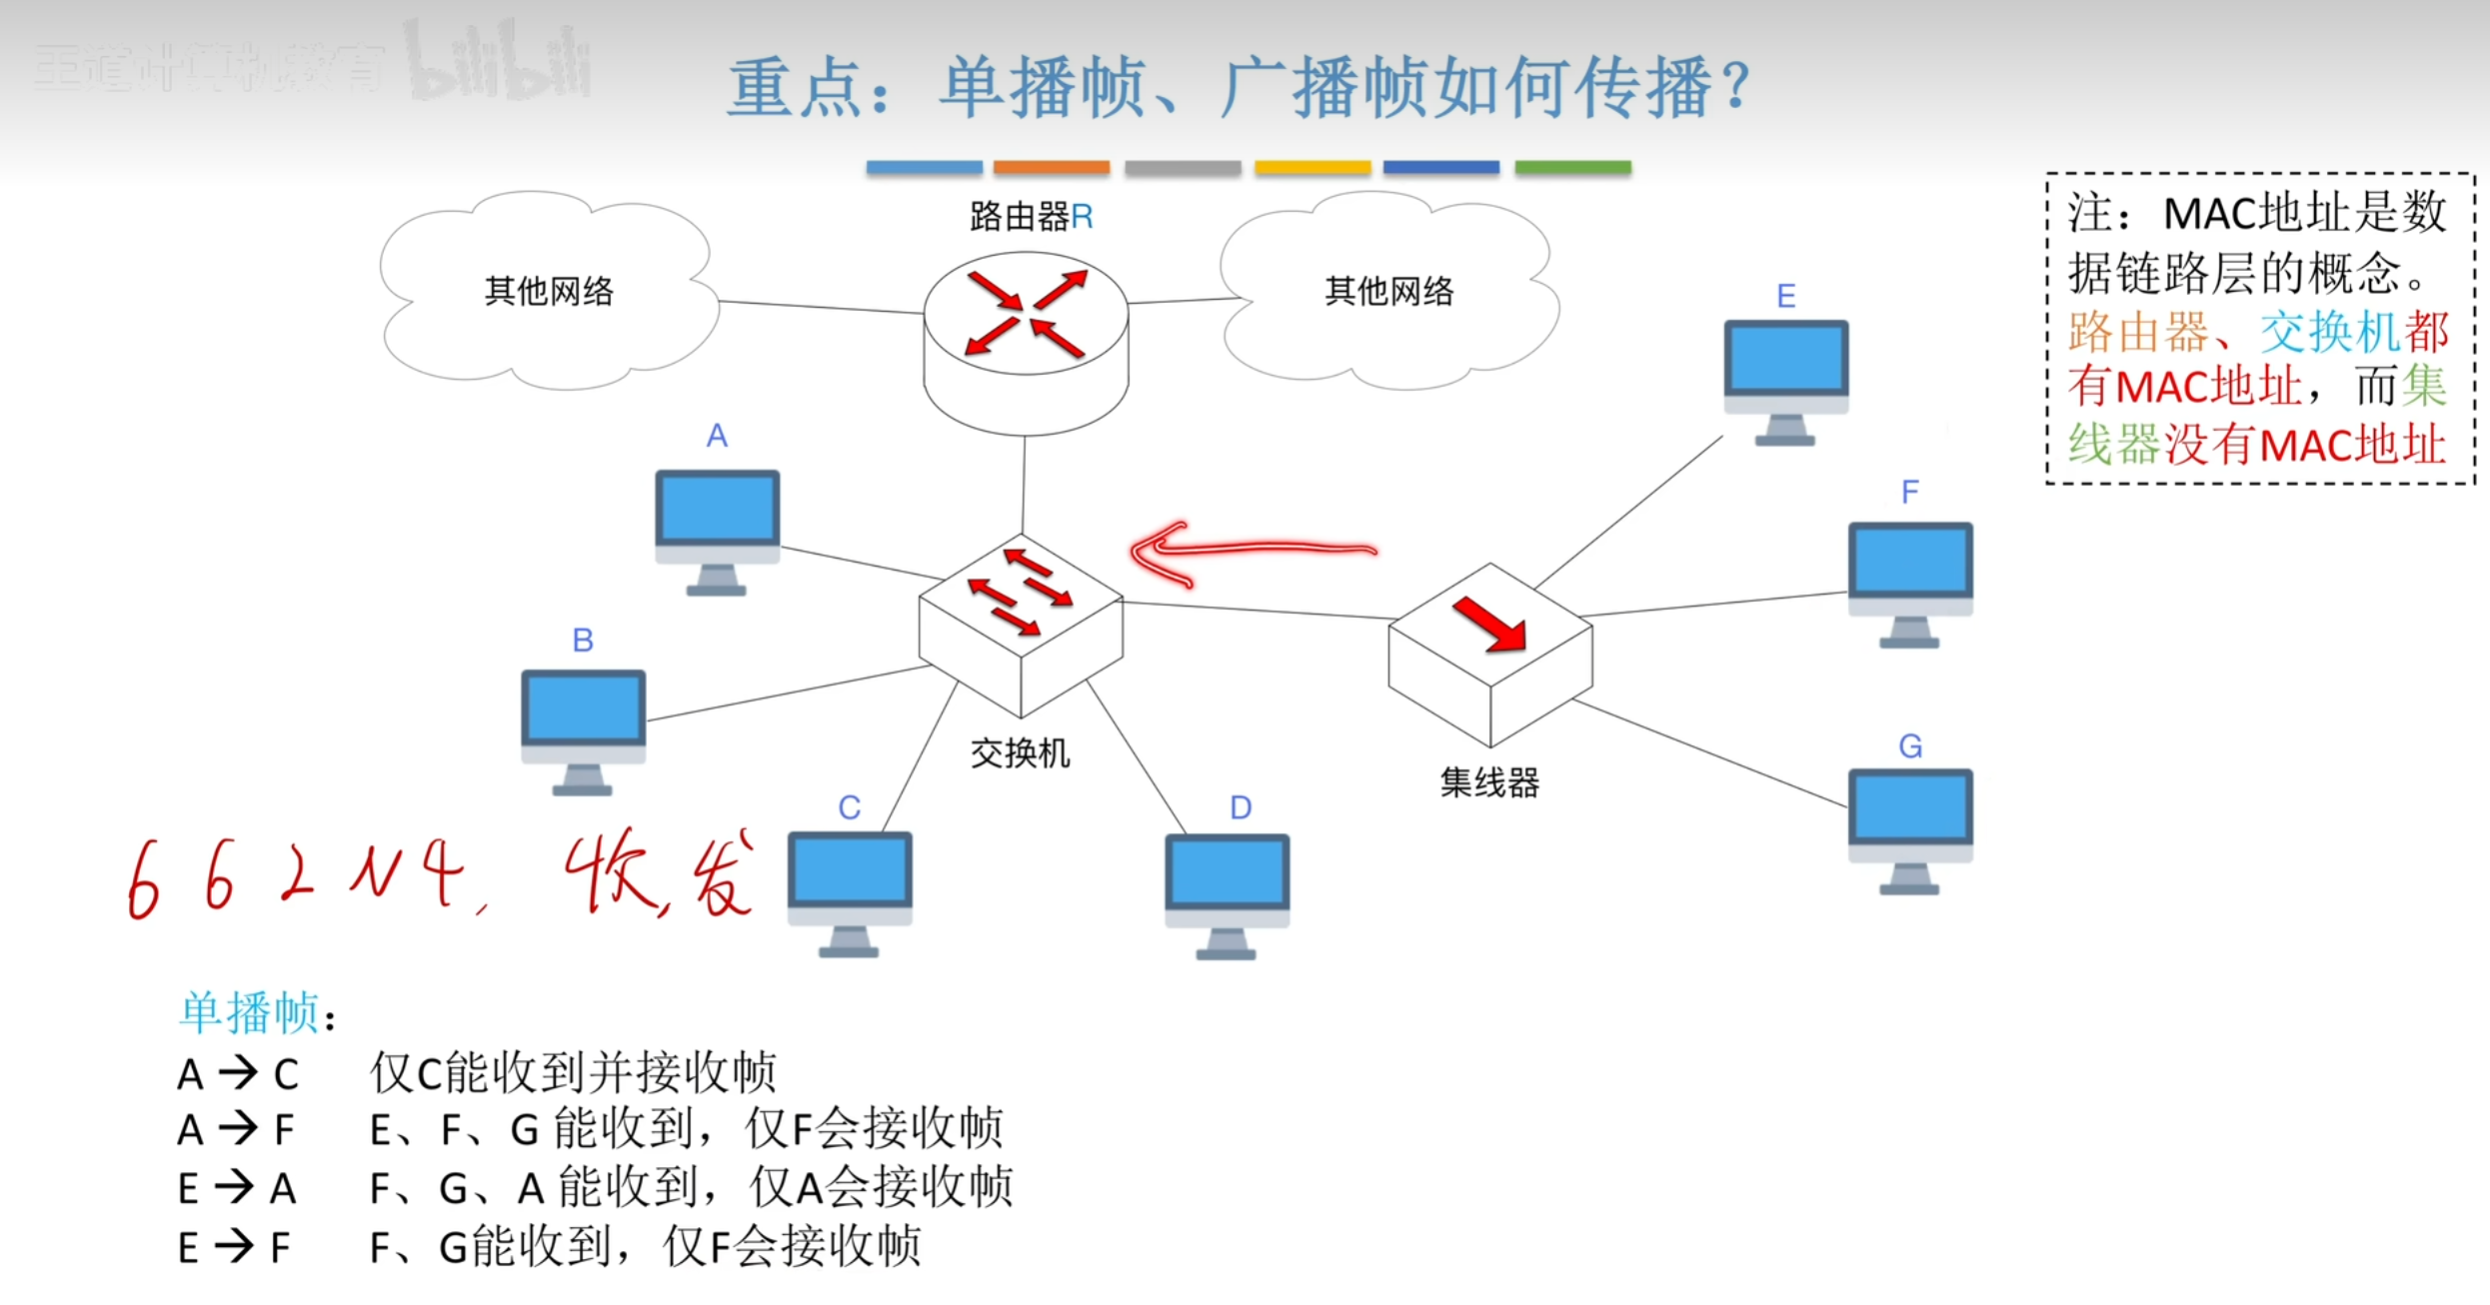 王道计算机教育 bilibili
重点：单播帧、广播帧如何传播？
路由器R
其他网络
其他网络
注：MAC地址是数
据链路层的概念。
路由器、交换机都
有MAC地址，而集
线器没有MAC地址
E
A
F
B
交换机
G
集线器
C
D
6 6 2 N 4, 收,发
单播帧：
A → C 仅C能收到并接收帧
A → F E、F、G 能收到，仅F会接收帧
E → A F、G、A 能收到，仅A会接收帧
E → F F、G能收到，仅F会接收帧